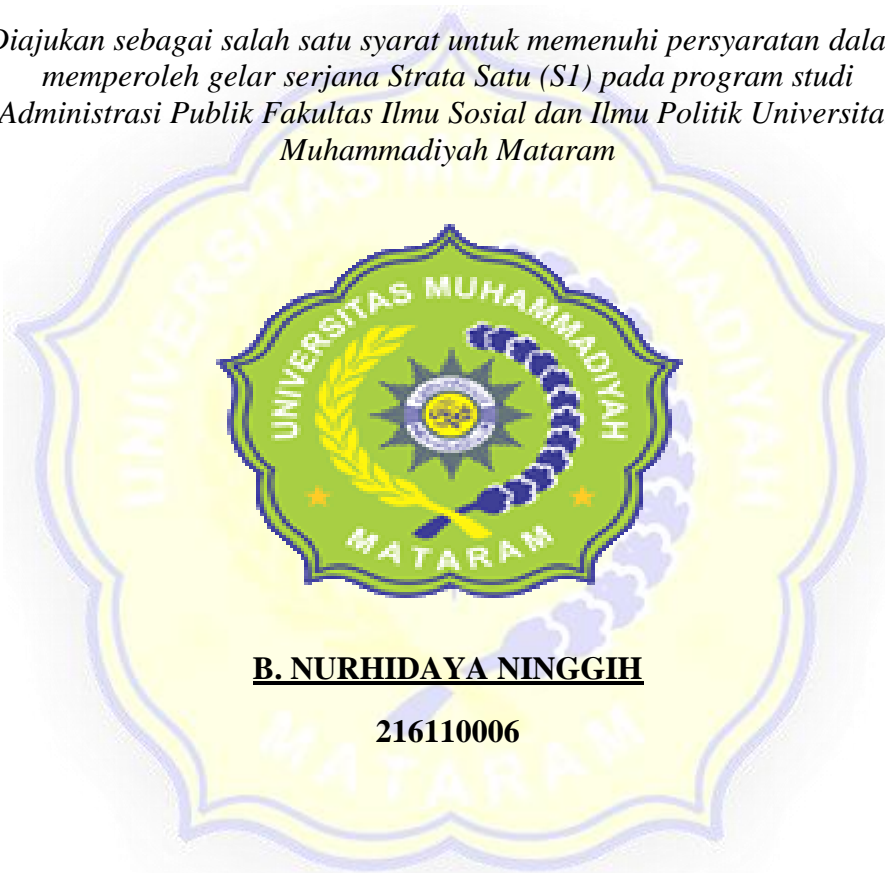 Diajukan sebagai salah satu syarat untuk memenuhi persyaratan dala
memperoleh gelar serjana Strata Satu (S1) pada program studi
Administrasi Publik Fakultas Ilmu Sosial dan Ilmu Politik Universita
Muhammadiyah Mataram
UNIVERSITAS MUHAMMADIYAH
MATARAM
B. NURHIDAYA NINGGIH
216110006